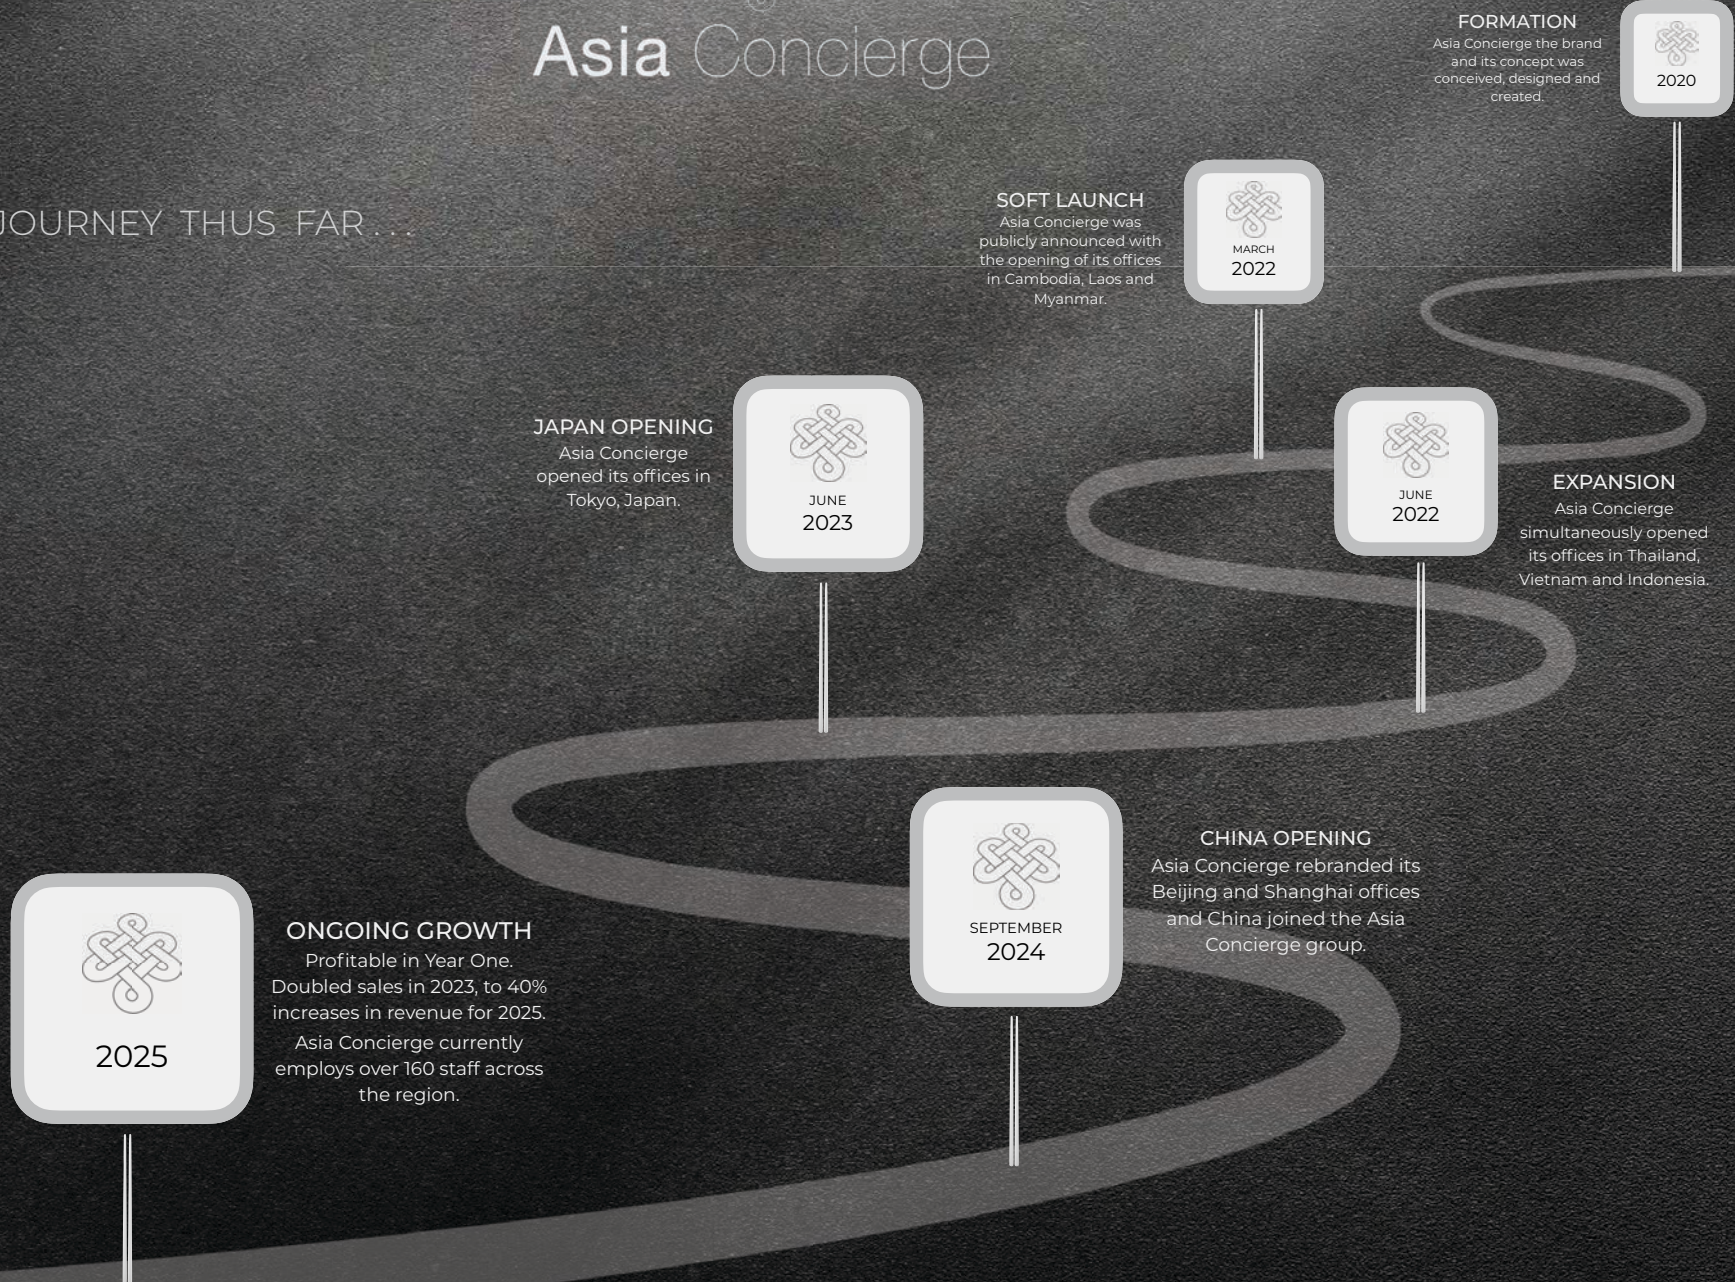 Asia Concierge
JOURNEY THUS FAR...
FORMATION
Asia Concierge the brand
and its concept was
conceived, designed and
created.
2020
SOFT LAUNCH
Asia Concierge was
publicly announced with
the opening of its offices
in Cambodia, Laos and
Myanmar.
MARCH
2022
JUNE
2022
EXPANSION
Asia Concierge
simultaneously opened
its offices in Thailand,
Vietnam and Indonesia.
JAPAN OPENING
Asia Concierge
opened its offices in
Tokyo, Japan.
JUNE
2023
SEPTEMBER
2024
CHINA OPENING
Asia Concierge rebranded its
Beijing and Shanghai offices
and China joined the Asia
Concierge group.
2025
ONGOING GROWTH
Profitable in Year One.
Doubled sales in 2023, to 40%
increases in revenue for 2025.
Asia Concierge currently
employs over 160 staff across
the region.